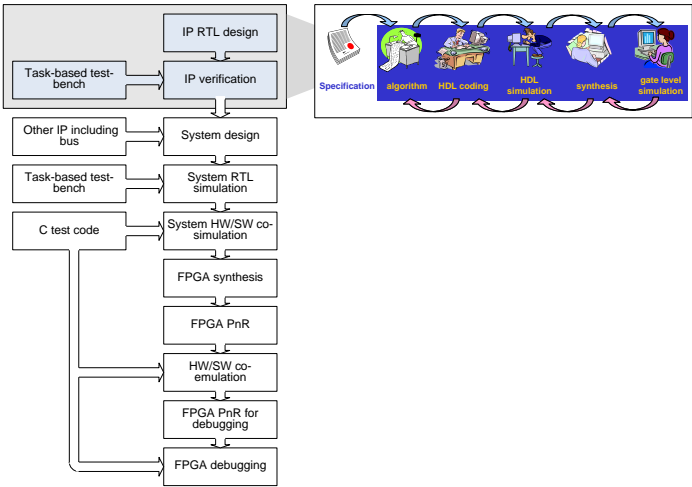 IP RTL design
Task-based test-
bench
IP verification
Other IP including
bus
System design
Task-based test-
bench
System RTL
simulation
C test code
System HW/SW co-
simulation
FPGA synthesis
FPGA PnR
HW/SW co-
emulation
FPGA PnR for
debugging
FPGA debugging
Specification
algorithm
HDL coding
HDL
simulation
synthesis
gate level
simulation